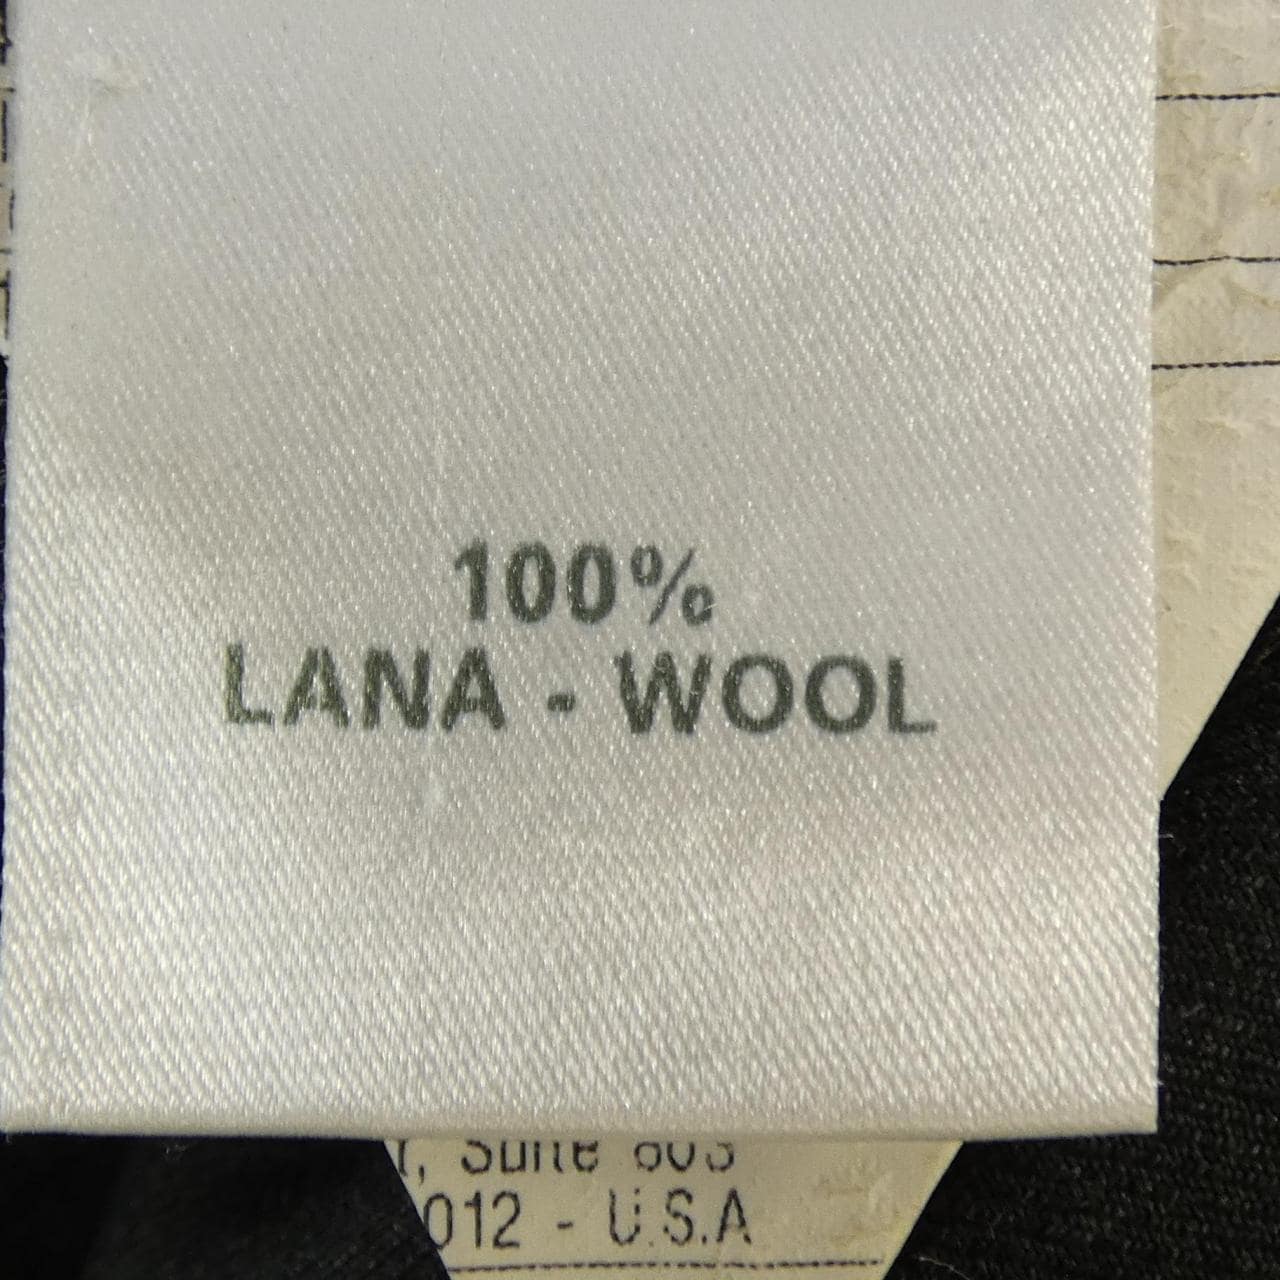 100%
LANA - WOOL
, Suite 803
012 - U.S.A